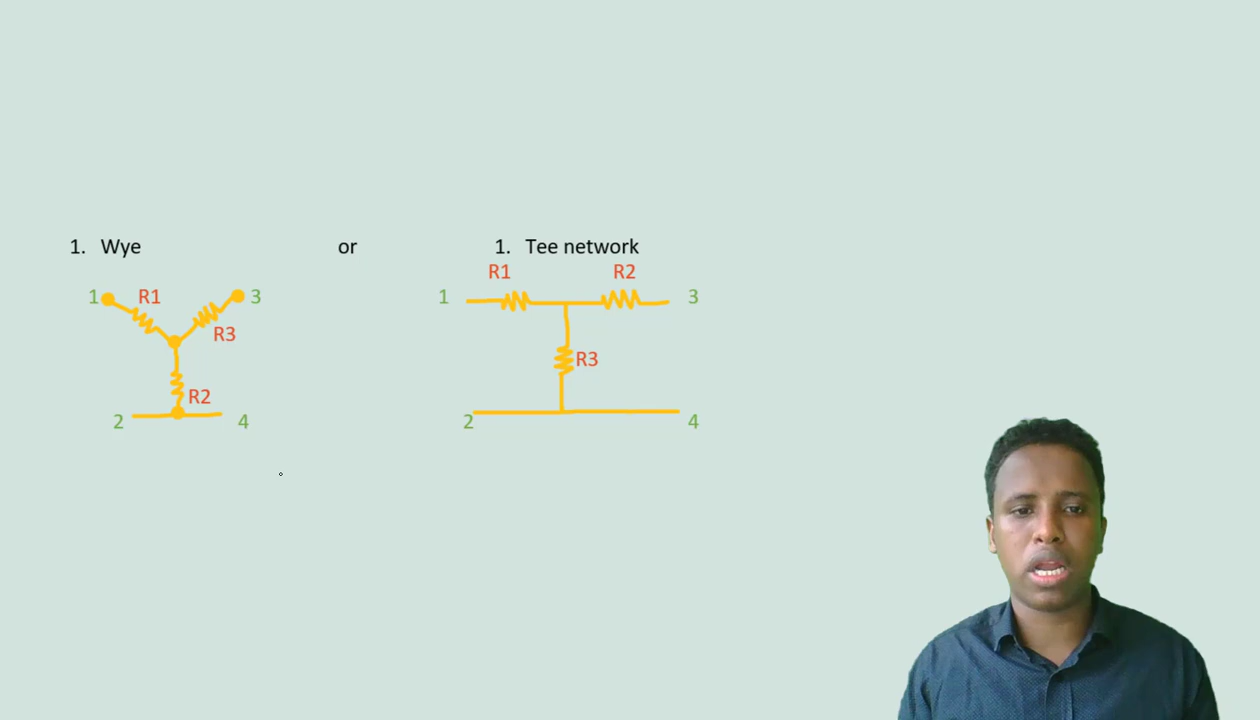 1. Wye or 1. Tee network
R1 R2
1 R1 3 1 3
R3
R3
R2
2 4 2 4